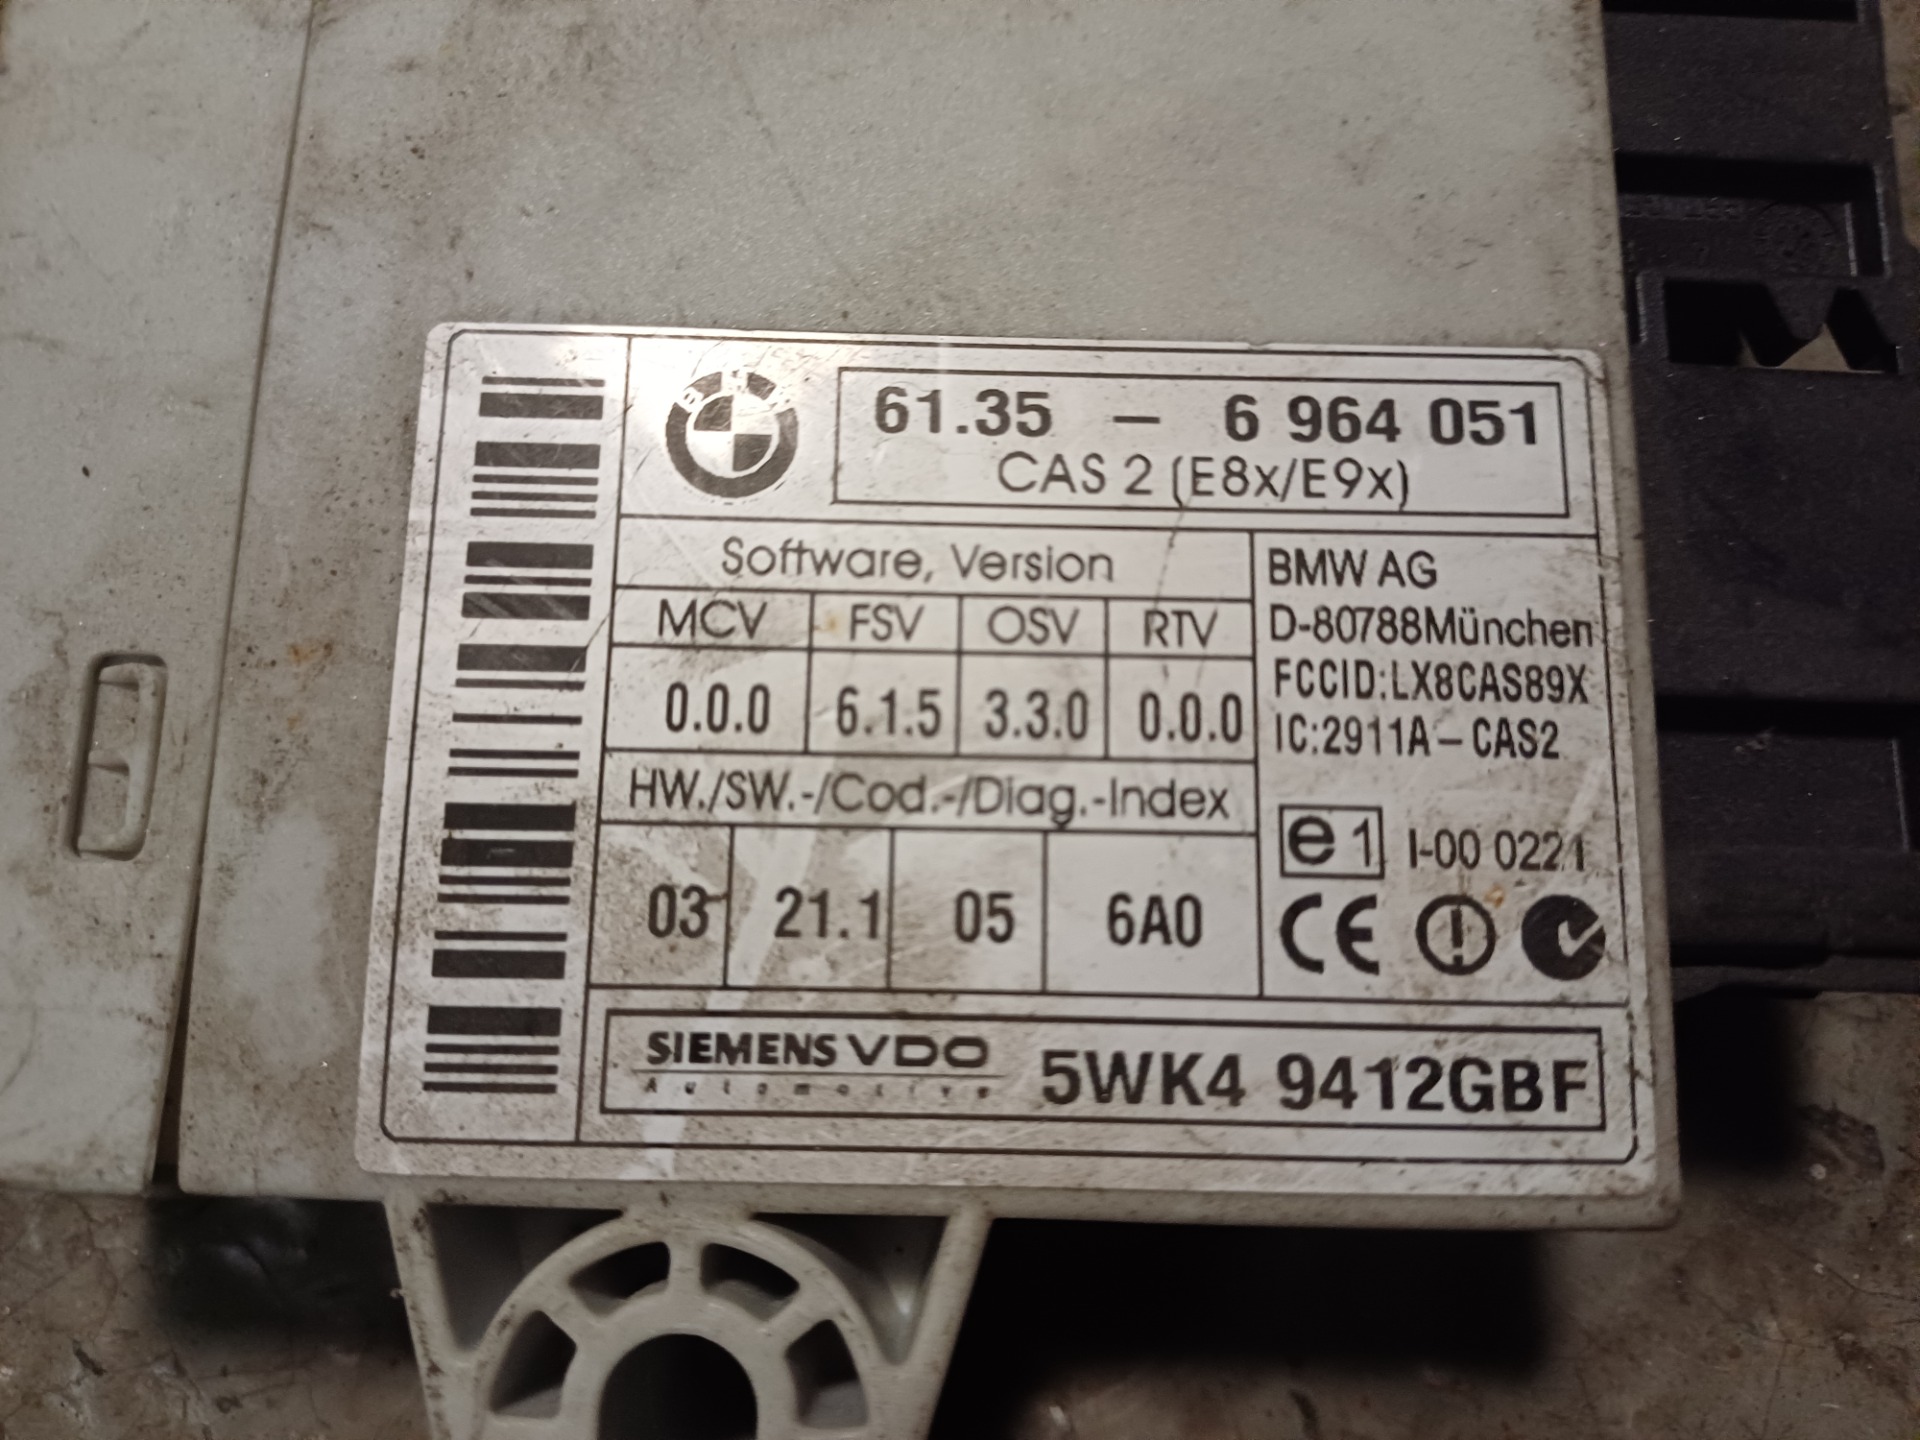 61.35 – 6 964 051
CAS 2 (E8x/E9x)
Software, Version
MCV FSV OSV RTV
0.0.0 6.1.5 3.3.0 0.0.0
HW./SW.-/Cod.-/Diag.-Index
03 21.1 05 6A0
BMW AG
D-80788München
FCCID:LX8CAS89X
IC:2911A–CAS2
e1 I-00 0221
CE
SIEMENS VDO
Automotive
5WK4 9412GBF